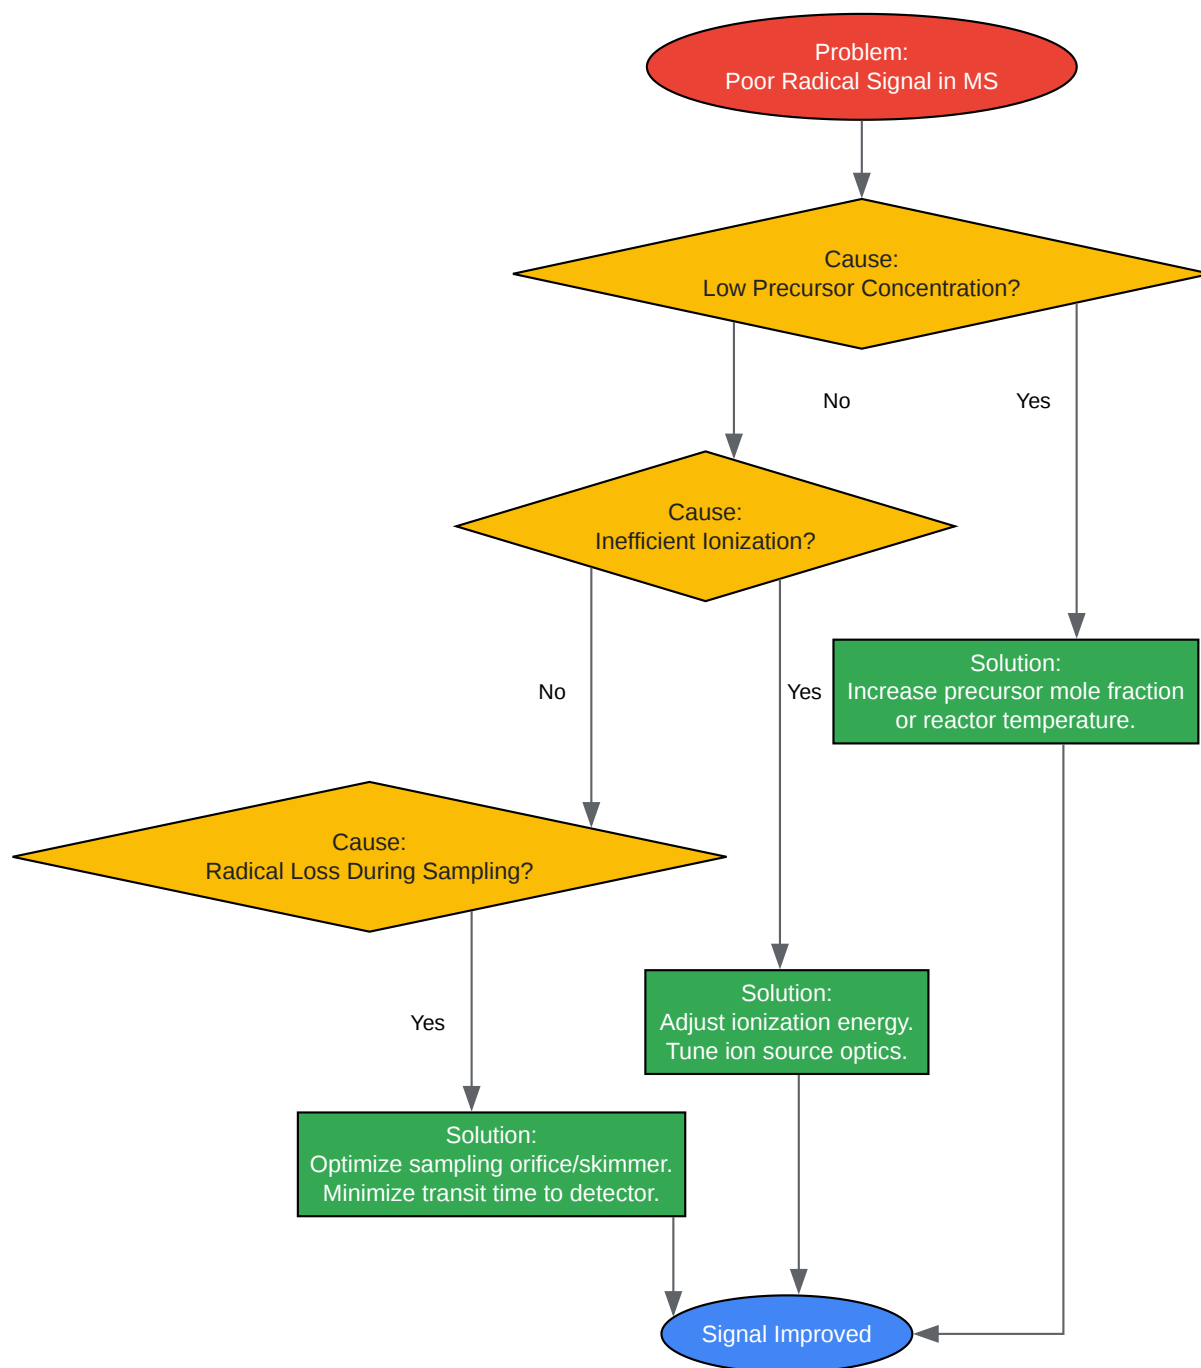 Problem:
Poor Radical Signal in MS
Cause:
Low Precursor Concentration?
No
Yes
Cause:
Inefficient Ionization?
No
Yes
Solution:
Increase precursor mole fraction
or reactor temperature.
Cause:
Radical Loss During Sampling?
Yes
Solution:
Adjust ionization energy.
Tune ion source optics.
Solution:
Optimize sampling orifice/skimmer.
Minimize transit time to detector.
Signal Improved